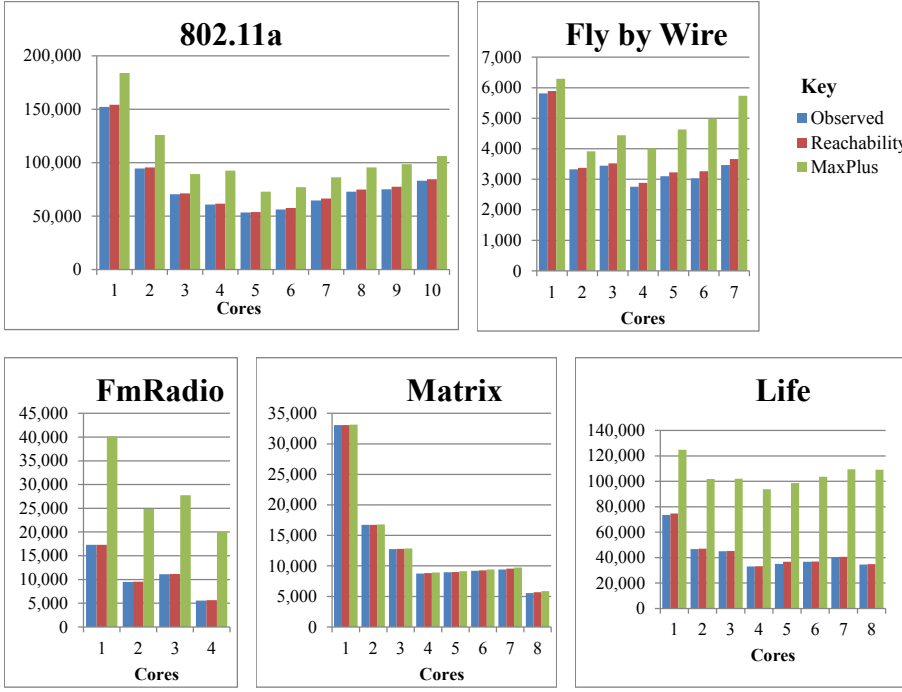 802.11a
200,000
150,000
100,000
50,000
0
1 2 3 4 5 6 7 8 9 10
Cores
Fly by Wire
7,000
6,000
5,000
4,000
3,000
2,000
1,000
0
1 2 3 4 5 6 7
Cores
Key
Observed
Reachability
MaxPlus
FmRadio
45,000
40,000
35,000
30,000
25,000
20,000
15,000
10,000
5,000
0
1 2 3 4
Cores
Matrix
35,000
30,000
25,000
20,000
15,000
10,000
5,000
0
1 2 3 4 5 6 7 8
Cores
Life
140,000
120,000
100,000
80,000
60,000
40,000
20,000
0
1 2 3 4 5 6 7 8
Cores